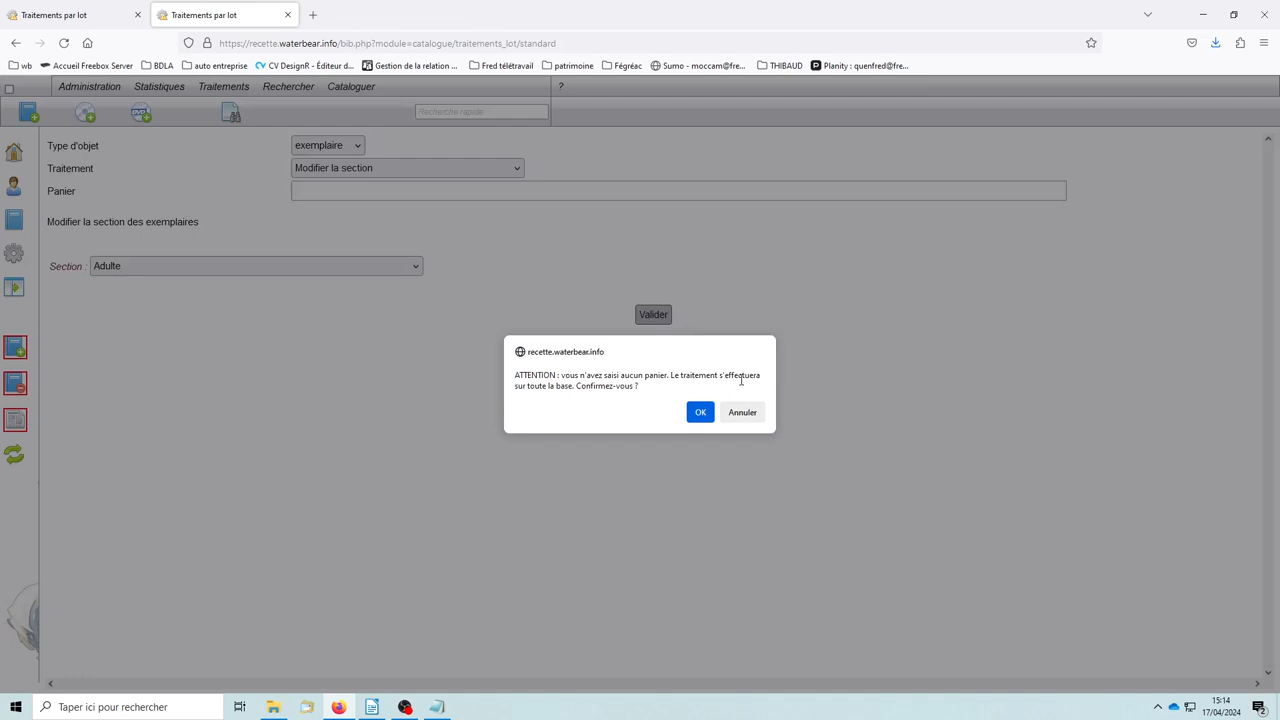 Traitements par lot
Traitements par lot
https://recette.waterbear.info/bib.php?module=catalogue/traitements_lot/standard
wb
Accueil Freebox Server
BDLA
auto entreprise
CV DesignR - Éditeur d...
Gestion de la relation ...
Fred télétravail
patrimoine
Fégréac
Sumo - moccam@fre...
THIBAUD
Planity : quenfred@fre...
Administration Statistiques Traitements Rechercher Cataloguer ?
DVD
Recherche rapide
Type d'objet exemplaire
Traitement Modifier la section
Panier
Modifier la section des exemplaires
Section : Adulte
Valider
recette.waterbear.info
ATTENTION : vous n'avez saisi aucun panier. Le traitement s'effectuera
sur toute la base. Confirmez-vous ?
OK Annuler
Taper ici pour rechercher
15:14
17/04/2024
2